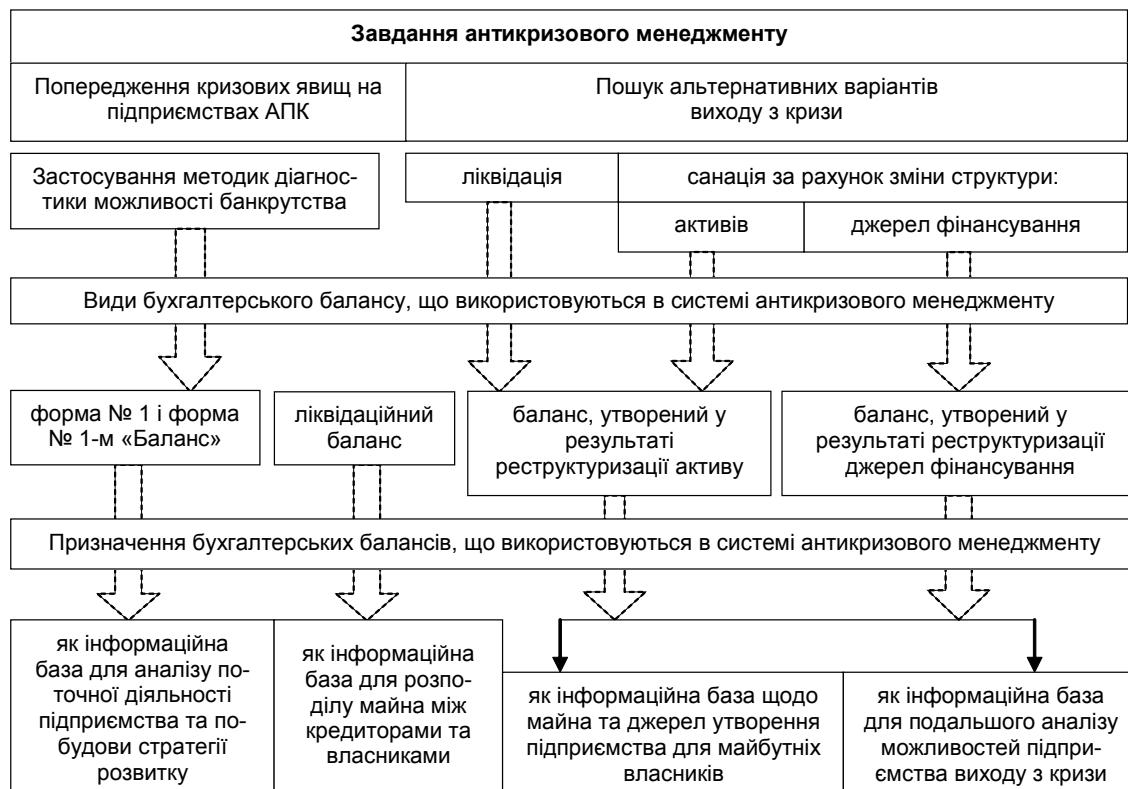 Завдання антикризового менеджменту
Попередження кризових явищ на
підприємствах АПК
Пошук альтернативних варіантів
виходу з кризи
Застосування методик діагнос-
тики можливості банкрутства
ліквідація
санація за рахунок зміни структури:
активів
джерел фінансування
Види бухгалтерського балансу, що використовуються в системі антикризового менеджменту
форма № 1 і форма
№ 1-м «Баланс»
ліквідаційний
баланс
баланс, утворений у
результаті
реструктуризації активу
баланс, утворений у
результаті реструктуризації
джерел фінансування
Призначення бухгалтерських балансів, що використовуються в системі антикризового менеджменту
як інформаційна
база для аналізу по-
точної діяльності
підприємства та по-
будови стратегії
розвитку
як інформаційна
база для розпо-
ділу майна між
кредиторами та
власниками
як інформаційна база щодо
майна та джерел утворення
підприємства для майбутніх
власників
як інформаційна база
для подальшого аналізу
можливостей підпри-
ємства виходу з кризи